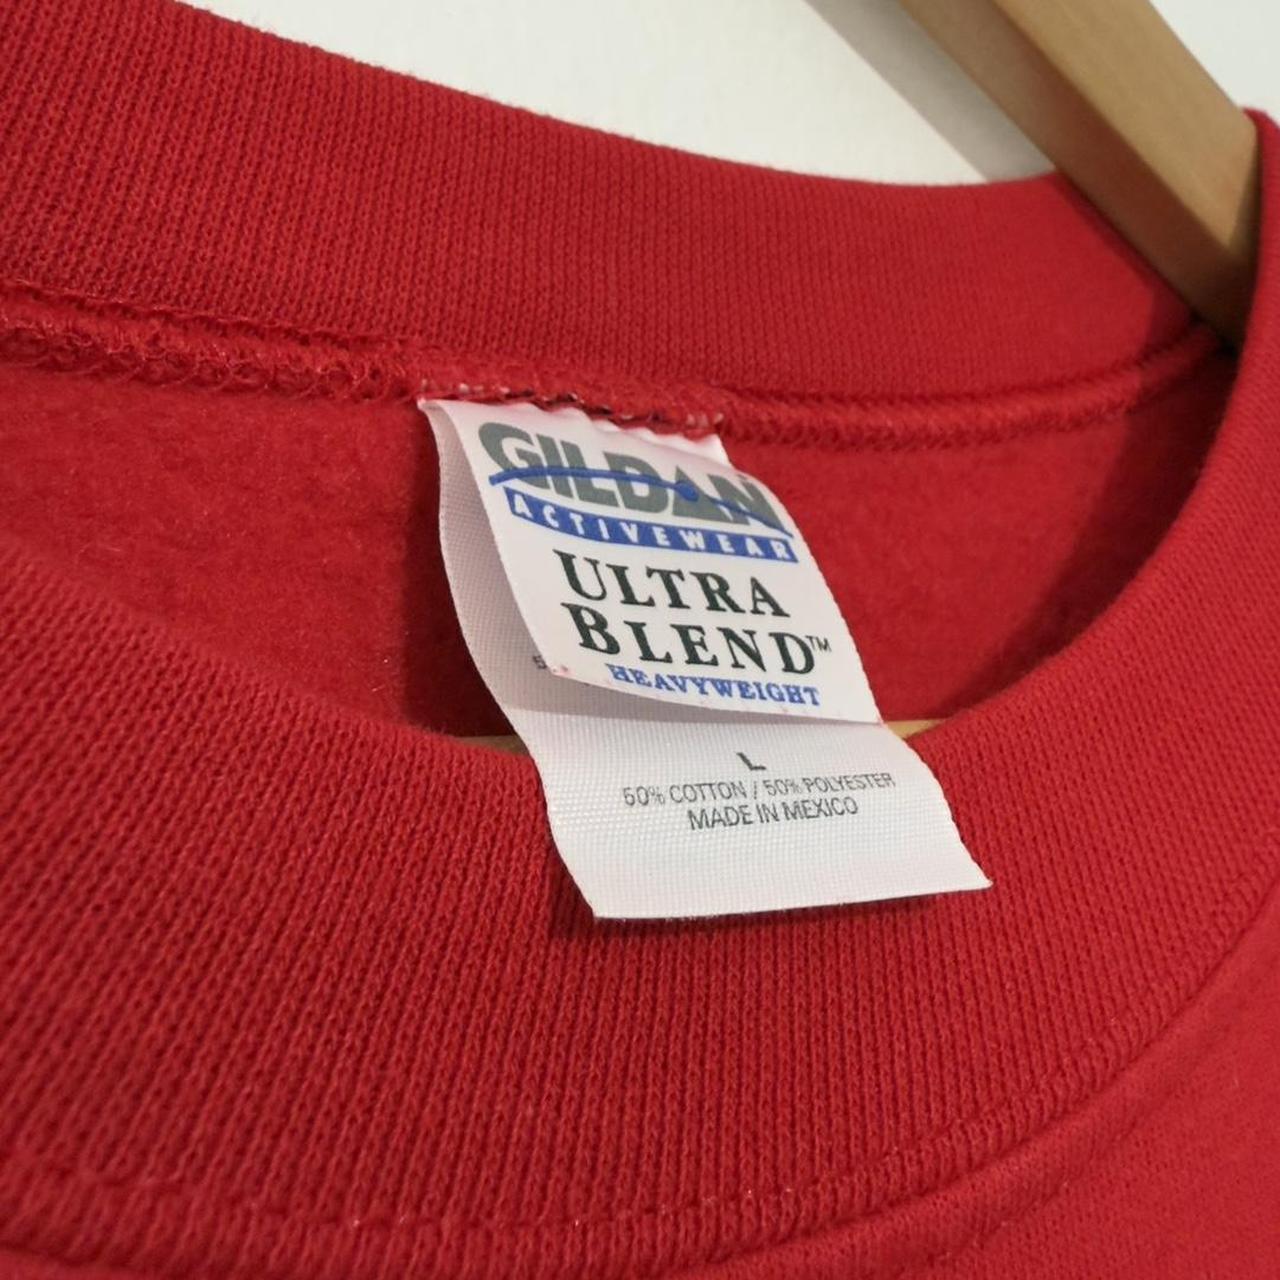 GILDAN
ACTIVEWEAR
ULTRA
BLEND™
HEAVYWEIGHT
L
50% COTTON / 50% POLYESTER
MADE IN MEXICO